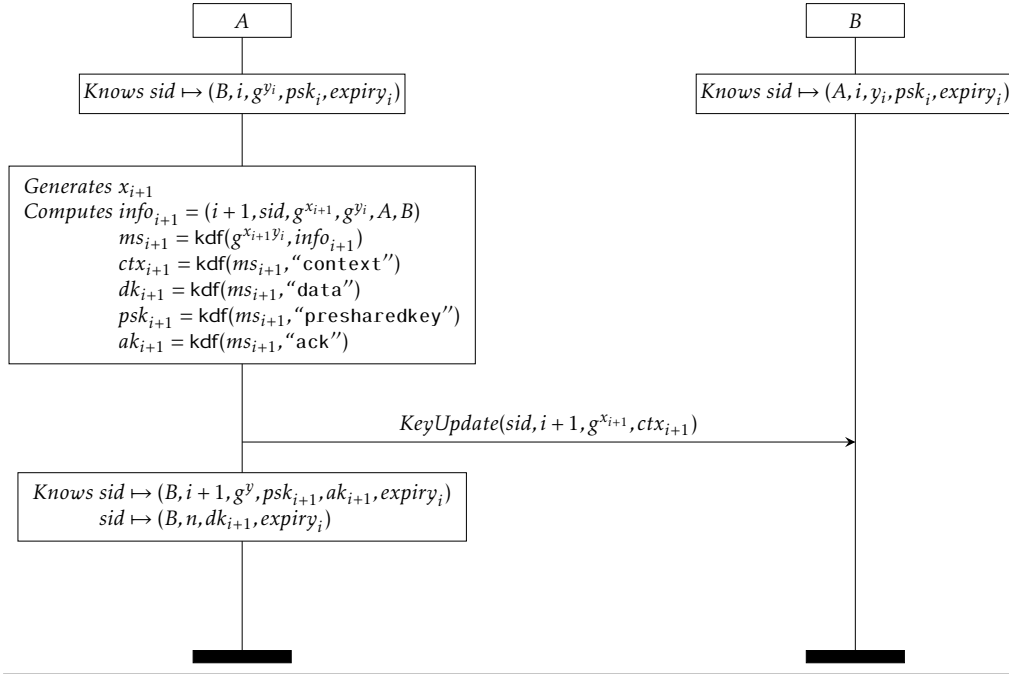 A
B
Knows sid ↦ (B, i, g^{y_i}, psk_i, expiry_i)
Knows sid ↦ (A, i, y_i, psk_i, expiry_i)
Generates x_{i+1}
Computes info_{i+1} = (i + 1, sid, g^{x_{i+1}}, g^{y_i}, A, B)
ms_{i+1} = kdf(g^{x_{i+1}y_i}, info_{i+1})
ctx_{i+1} = kdf(ms_{i+1}, “context”)
dk_{i+1} = kdf(ms_{i+1}, “data”)
psk_{i+1} = kdf(ms_{i+1}, “presharedkey”)
ak_{i+1} = kdf(ms_{i+1}, “ack”)
KeyUpdate(sid, i + 1, g^{x_{i+1}}, ctx_{i+1})
Knows sid ↦ (B, i + 1, g^y, psk_{i+1}, ak_{i+1}, expiry_i)
sid ↦ (B, n, dk_{i+1}, expiry_i)